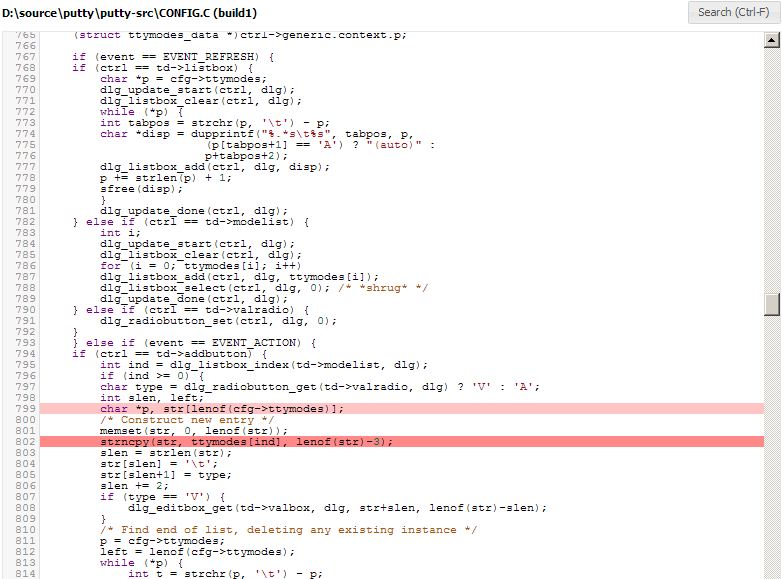 D:\source\putty\putty-src\CONFIG.C (build1)
Search (Ctrl-F)
765 (struct ttymodes_data *)ctrl->generic.context.p;
766
767 if (event == EVENT_REFRESH) {
768 if (ctrl == td->listbox) {
769 char *p = cfg->ttymodes;
770 dlg_update_start(ctrl, dlg);
771 dlg_listbox_clear(ctrl, dlg);
772 while (*p) {
773 int tabpos = strchr(p, '\t') - p;
774 char *disp = dupprintf("%.*s\t%s", tabpos, p,
775 (p[tabpos+1] == 'A') ? "(auto)" :
776 p+tabpos+2);
777 dlg_listbox_add(ctrl, dlg, disp);
778 p += strlen(p) + 1;
779 sfree(disp);
780 }
781 dlg_update_done(ctrl, dlg);
782 } else if (ctrl == td->modelist) {
783 int i;
784 dlg_update_start(ctrl, dlg);
785 dlg_listbox_clear(ctrl, dlg);
786 for (i = 0; ttymodes[i]; i++)
787 dlg_listbox_add(ctrl, dlg, ttymodes[i]);
788 dlg_listbox_select(ctrl, dlg, 0); /* *shrug* */
789 dlg_update_done(ctrl, dlg);
790 } else if (ctrl == td->valradio) {
791 dlg_radiobutton_set(ctrl, dlg, 0);
792 }
793 } else if (event == EVENT_ACTION) {
794 if (ctrl == td->addbutton) {
795 int ind = dlg_listbox_index(td->modelist, dlg);
796 if (ind >= 0) {
797 char type = dlg_radiobutton_get(td->valradio, dlg) ? 'V' : 'A';
798 int slen, left;
799 char *p, str[lenof(cfg->ttymodes)];
800 /* Construct new entry */
801 memset(str, 0, lenof(str));
802 strncpy(str, ttymodes[ind], lenof(str)-3);
803 slen = strlen(str);
804 str[slen] = '\t';
805 str[slen+1] = type;
806 slen += 2;
807 if (type == 'V') {
808 dlg_editbox_get(td->valbox, dlg, str+slen, lenof(str)-slen);
809 }
810 /* Find end of list, deleting any existing instance */
811 p = cfg->ttymodes;
812 left = lenof(cfg->ttymodes);
813 while (*p) {
814 int t = strchr(p, '\t') - p;